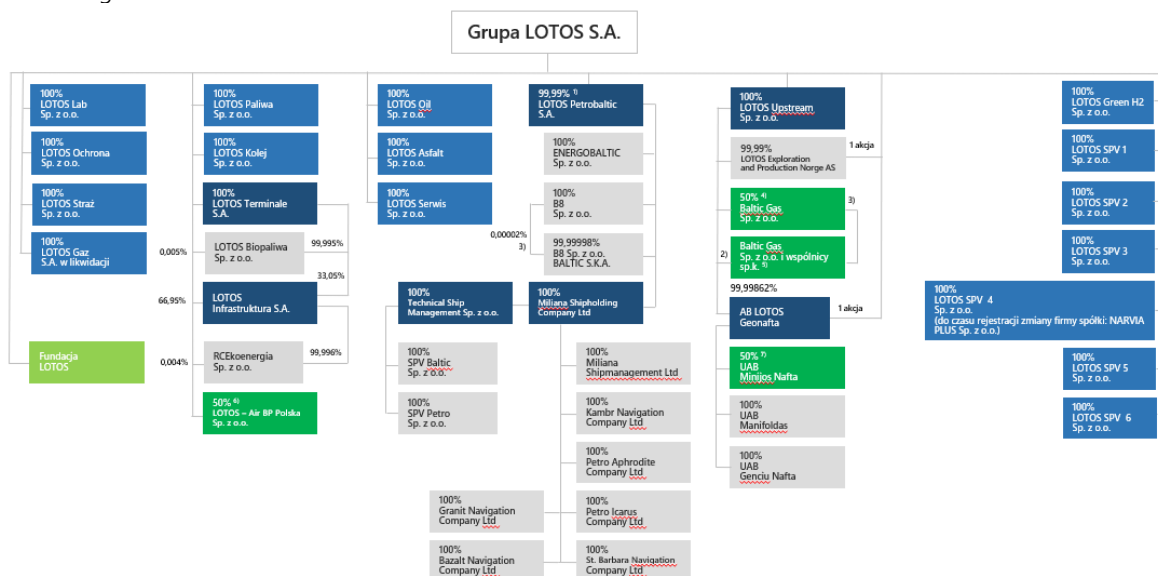 Grupa LOTOS S.A.
100%
LOTOS Lab
Sp. z o.o.
100%
LOTOS Ochrona
Sp. z o.o.
100%
LOTOS Straż
Sp. z o.o.
100%
LOTOS Gaz
S.A. w likwidacji
Fundacja
LOTOS
100%
LOTOS Paliwa
Sp. z o.o.
100%
LOTOS Kolej
Sp. z o.o.
100%
LOTOS Terminale
S.A.
0,005%
LOTOS Biopaliwa
Sp. z o.o.
99,995%
33,05%
66,95%
LOTOS
Infrastruktura S.A.
0,004%
RCEkoenergia
Sp. z o.o.
99,996%
50% 6)
LOTOS – Air BP Polska
Sp. z o.o.
100%
LOTOS Oil
Sp. z o.o.
100%
LOTOS Asfalt
Sp. z o.o.
100%
LOTOS Serwis
Sp. z o.o.
99,99% 1)
LOTOS Petrobaltic
S.A.
100%
ENERGOBALTIC
Sp. z o.o.
100%
B8
Sp. z o.o.
0,00002%
3)
99,99998%
B8 Sp. z o.o.
BALTIC S.K.A.
100%
Technical Ship
Management Sp. z o.o.
100%
Miliana Shipholding
Company Ltd
100%
SPV Baltic
Sp. z o.o.
100%
SPV Petro
Sp. z o.o.
100%
Miliana
Shipmanagement Ltd
100%
Kambr Navigation
Company Ltd
100%
Petro Aphrodite
Company Ltd
100%
Granit Navigation
Company Ltd
100%
Petro Icarus
Company Ltd
100%
Bazalt Navigation
Company Ltd
100%
St. Barbara Navigation
Company Ltd
100%
LOTOS Upstream
Sp. z o.o.
99,99%
LOTOS Exploration
and Production Norge AS
1 akcja
50% 4)
Baltic Gas
Sp. z o.o.
3)
2)
Baltic Gas
Sp. z o.o. i wspólnicy
sp.k. 5)
99,99862%
AB LOTOS
Geonafta
1 akcja
50% 7)
UAB
Minijos Nafta
100%
UAB
Manifoldas
100%
UAB
Genciu Nafta
100%
LOTOS Green H2
Sp. z o.o.
100%
LOTOS SPV 1
Sp. z o.o.
100%
LOTOS SPV 2
Sp. z o.o.
100%
LOTOS SPV 3
Sp. z o.o.
100%
LOTOS SPV 4
Sp. z o.o.
(do czasu rejestracji zmiany firmy spółki: NARVIA
PLUS Sp. z o.o.)
100%
LOTOS SPV 5
Sp. z o.o.
100%
LOTOS SPV 6
Sp. z o.o.